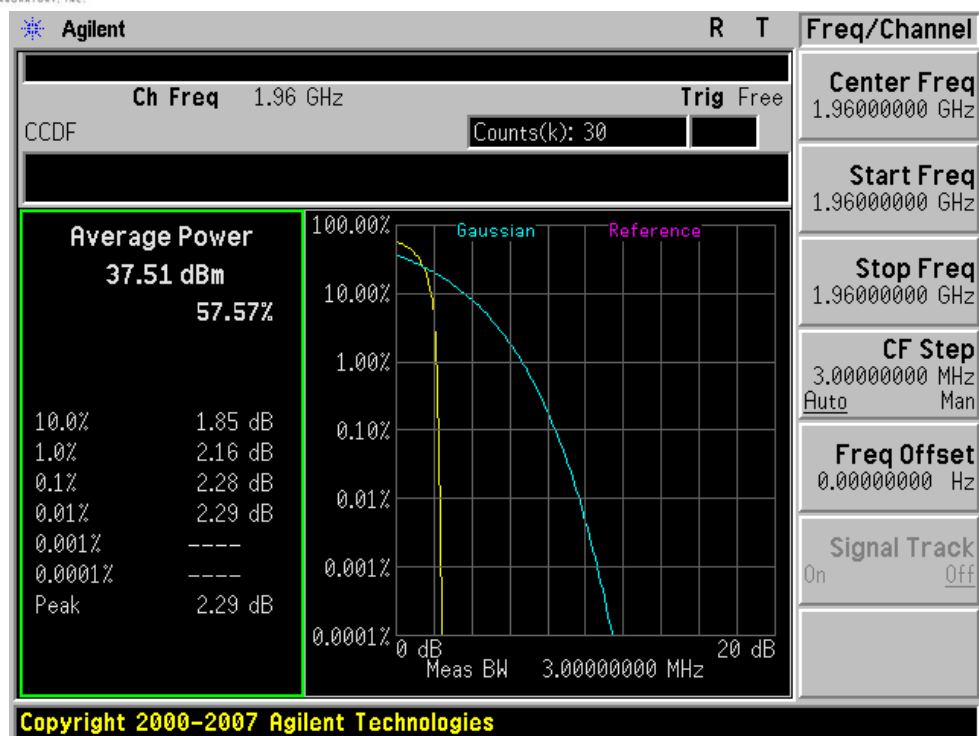 Agilent R T
Freq/Channel
Ch Freq 1.96 GHz Trig Free
CCDF Counts(k): 30
Average Power
37.51 dBm
57.57%
10.0% 1.85 dB
1.0% 2.16 dB
0.1% 2.28 dB
0.01% 2.29 dB
0.001% ----
0.0001% ----
Peak 2.29 dB
Gaussian Reference
100.00%
10.00%
1.00%
0.10%
0.01%
0.001%
0.0001%
0 dB 20 dB
Meas BW 3.00000000 MHz
Center Freq
1.96000000 GHz
Start Freq
1.96000000 GHz
Stop Freq
1.96000000 GHz
CF Step
3.00000000 MHz
Auto Man
Freq Offset
0.00000000 Hz
Signal Track
On Off
Copyright 2000-2007 Agilent Technologies